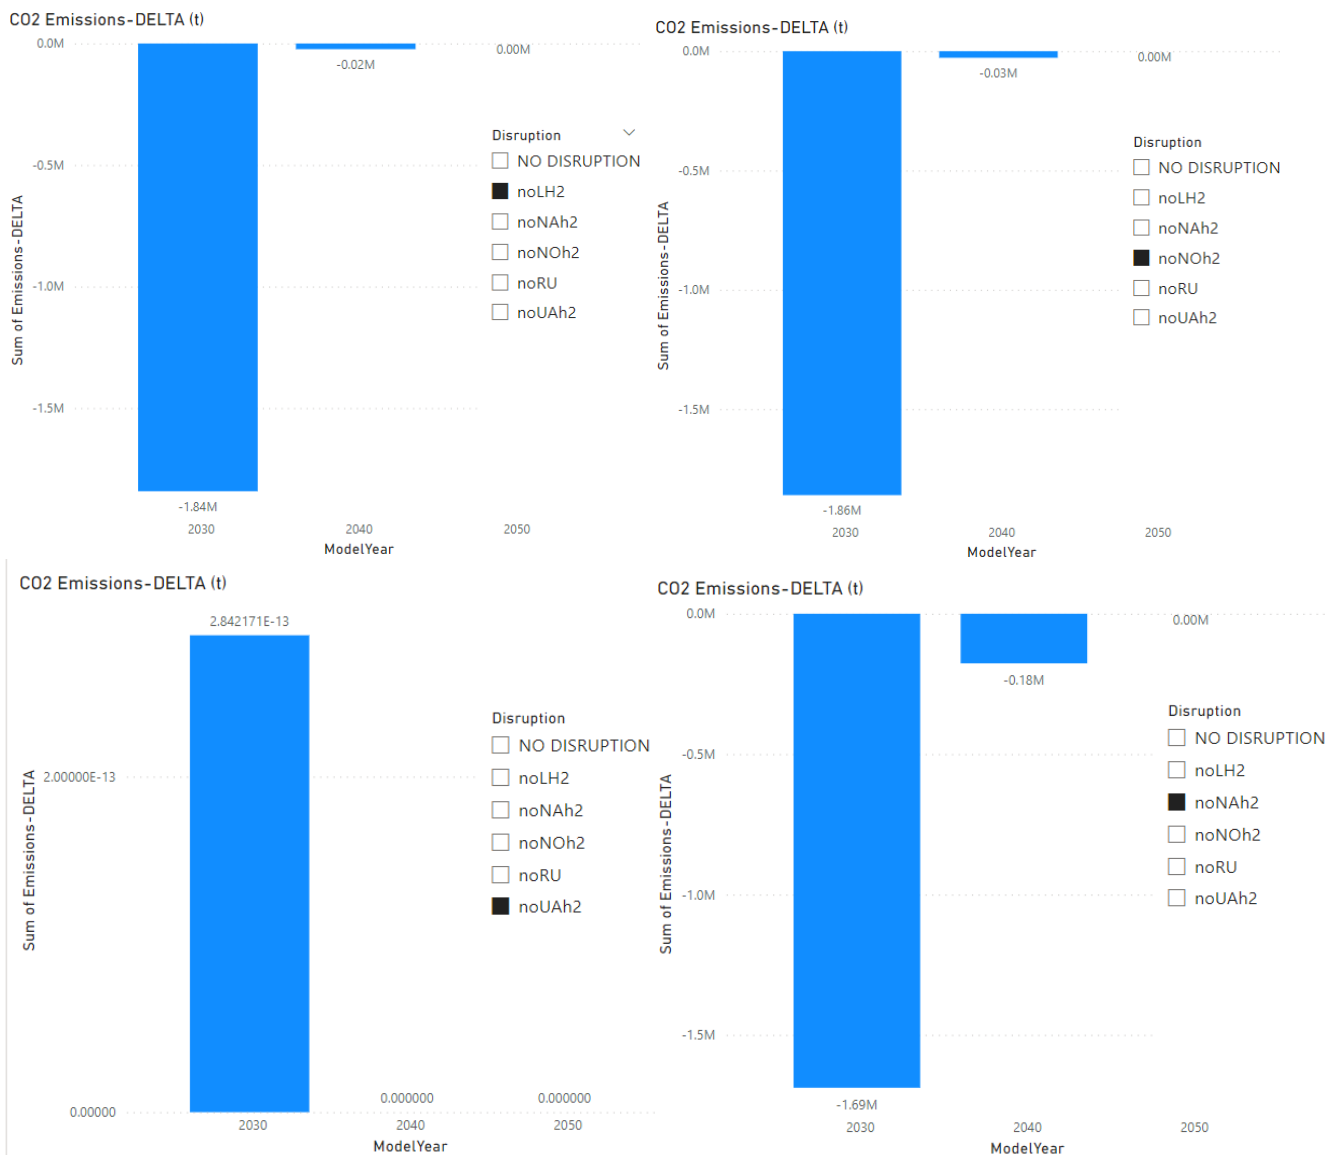 CO2 Emissions-DELTA (t)
0.0M
-0.5M
-1.0M
-1.5M
Sum of Emissions-DELTA
-1.84M
-0.02M
0.00M
2030
2040
2050
ModelYear
Disruption
NO DISRUPTION
noLH2
noNAh2
noNOh2
noRU
noUAh2
CO2 Emissions-DELTA (t)
0.0M
-0.5M
-1.0M
-1.5M
Sum of Emissions-DELTA
-1.86M
-0.03M
0.00M
2030
2040
2050
ModelYear
Disruption
NO DISRUPTION
noLH2
noNAh2
noNOh2
noRU
noUAh2
CO2 Emissions-DELTA (t)
2.00000E-13
0.00000
Sum of Emissions-DELTA
2.842171E-13
0.000000
0.000000
2030
2040
2050
ModelYear
Disruption
NO DISRUPTION
noLH2
noNAh2
noNOh2
noRU
noUAh2
CO2 Emissions-DELTA (t)
0.0M
-0.5M
-1.0M
-1.5M
Sum of Emissions-DELTA
-1.69M
-0.18M
0.00M
2030
2040
2050
ModelYear
Disruption
NO DISRUPTION
noLH2
noNAh2
noNOh2
noRU
noUAh2